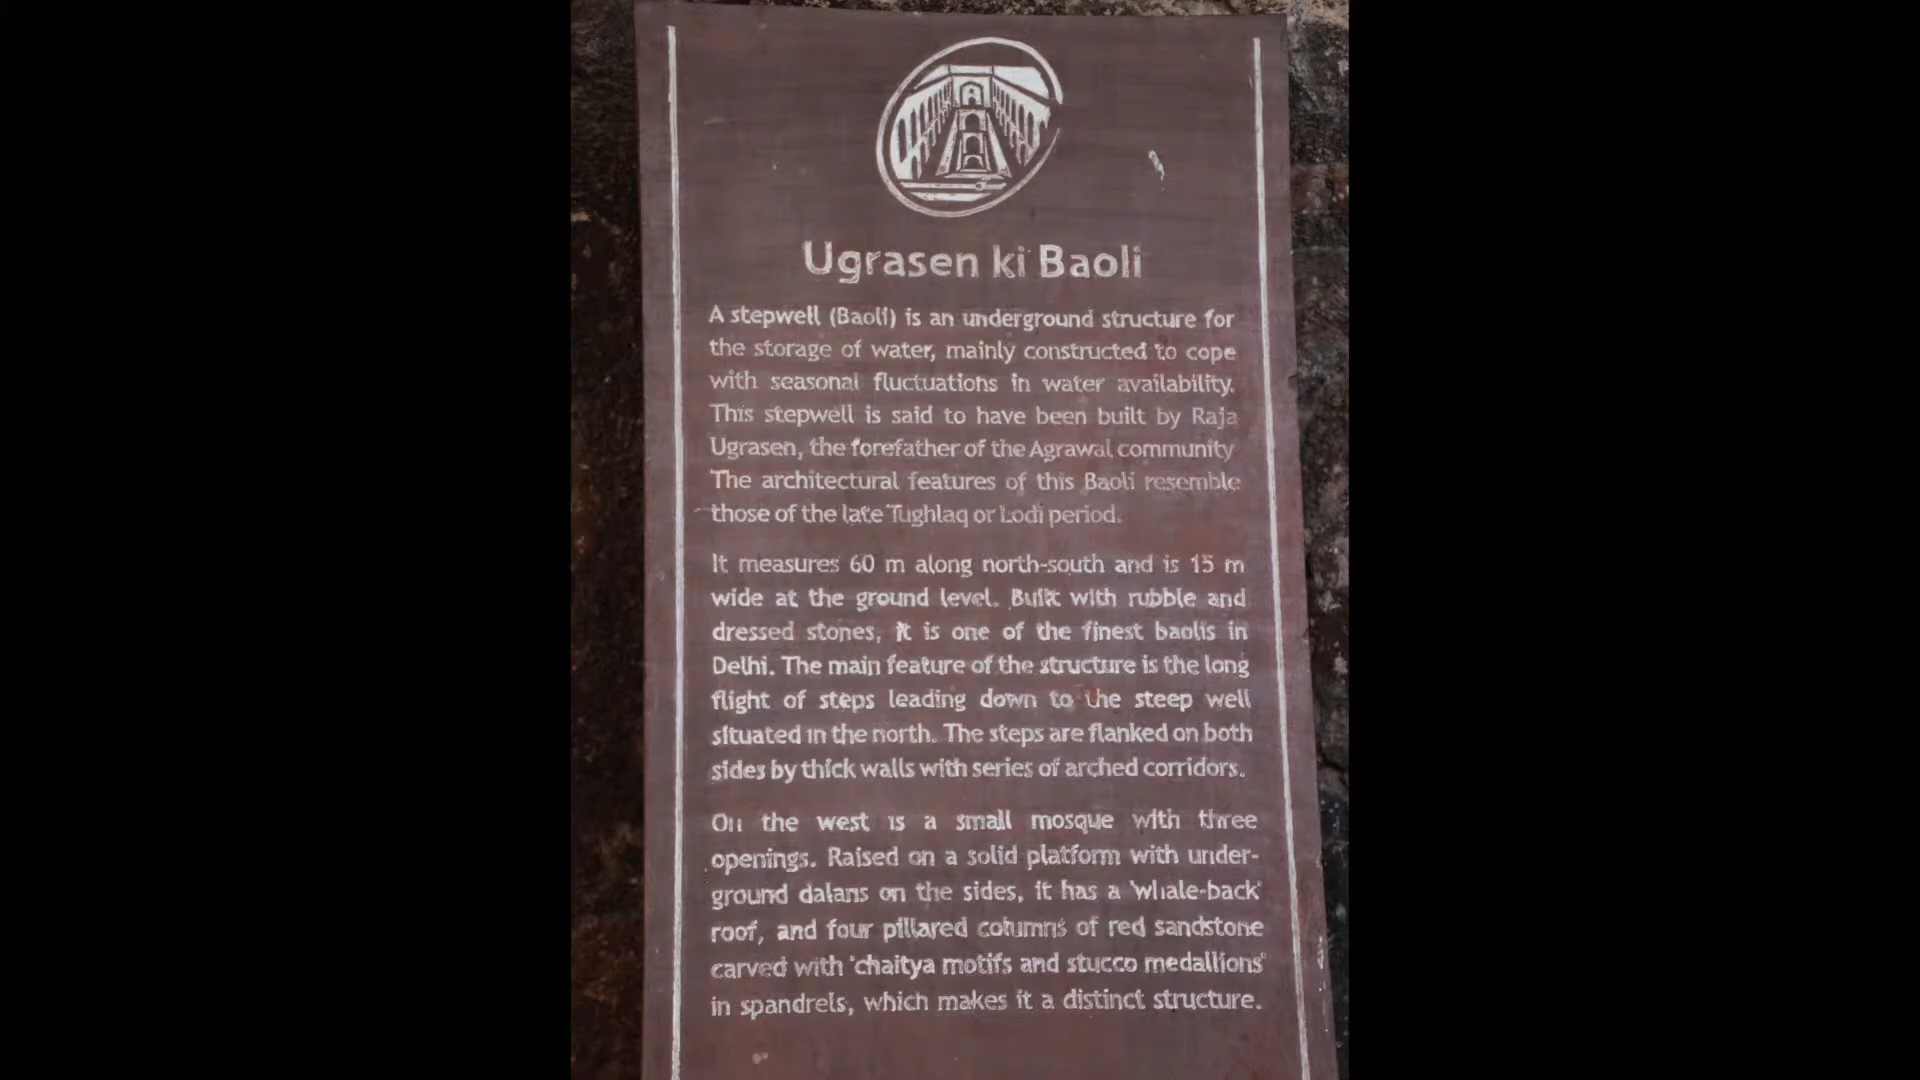 Ugrasen ki Baoli
A stepwell (Baoli) is an underground structure for
the storage of water, mainly constructed to cope
with seasonal fluctuations in water availability.
This stepwell is said to have been built by Raja
Ugrasen, the forefather of the Agrawal community
The architectural features of this Baoli resemble
those of the late Tughlaq or Lodi period.
It measures 60 m along north-south and is 15 m
wide at the ground level. Built with rubble and
dressed stones, it is one of the finest baolis in
Delhi. The main feature of the structure is the long
flight of steps leading down to the steep well
situated in the north. The steps are flanked on both
sides by thick walls with series of arched corridors.
On the west is a small mosque with three
openings. Raised on a solid platform with under-
ground dalans on the sides, it has a 'whale-back'
roof, and four pillared columns of red sandstone
carved with 'chaitya motifs and stucco medallions'
in spandrels, which makes it a distinct structure.